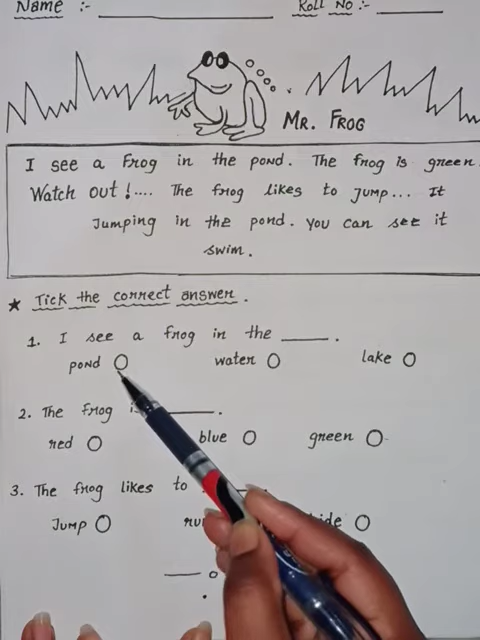 Name :-
Roll No :-
MR. FROG
I see a Frog in the pond. The frog is green.
Watch out!.... The frog likes to JUMP... It
Jumping in the pond. you can see it
swim.
★ Tick the correct answer.
1. I see a frog in the ____.
pond water lake
2. The frog is ____.
red blue green
3. The frog likes to
Jump